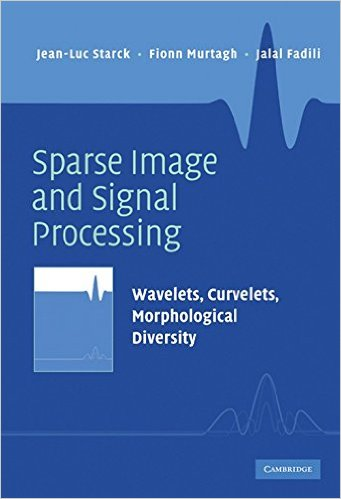 Jean-Luc Starck · Fionn Murtagh · Jalal Fadili
Sparse Image
and Signal
Processing
Wavelets, Curvelets,
Morphological
Diversity
CAMBRIDGE